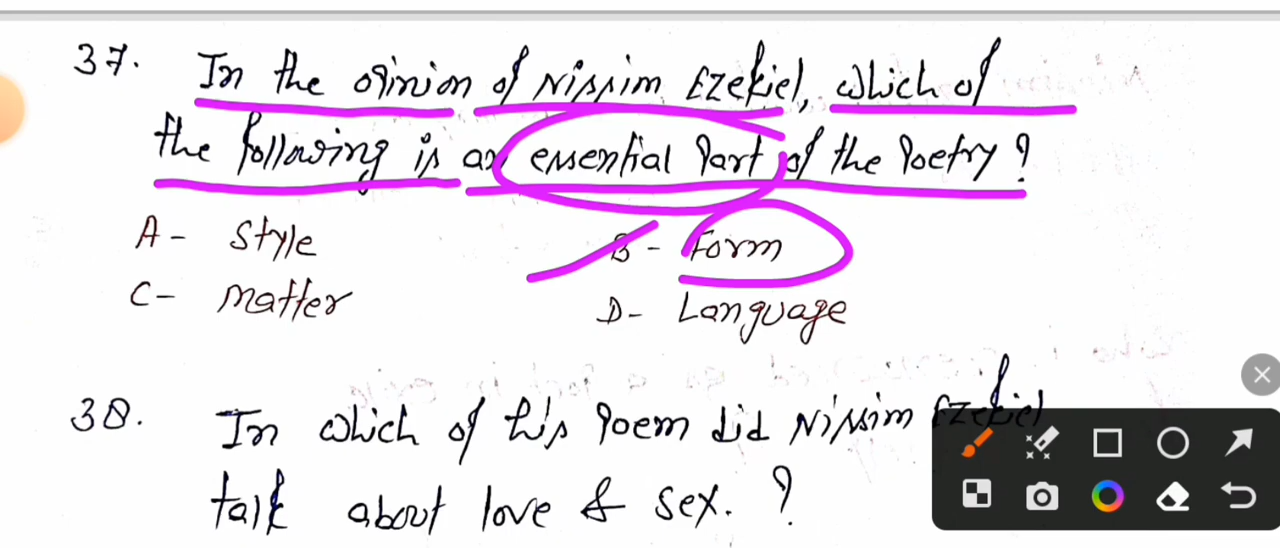 37. In the opinion of Nissim Ezekiel, which of
the following is an essential Part of the Poetry ?
A- Style B- Form
C- Matter D- Language
38. In which of his Poem did Nissim Ezekiel
talk about love & sex. ?